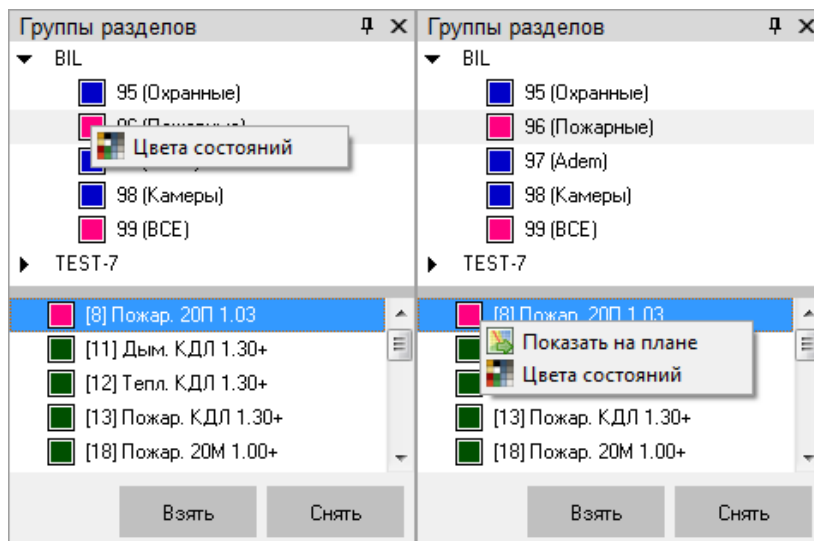 Группы разделов
BIL
95 (Охранные)
Цвета состояний
98 (Камеры)
99 (ВСЕ)
TEST-7
[8] Пожар. 20П 1.03
[11] Дым. КДЛ 1.30+
[12] Тепл. КДЛ 1.30+
[13] Пожар. КДЛ 1.30+
[18] Пожар. 20М 1.00+
Взять
Снять
Группы разделов
BIL
95 (Охранные)
96 (Пожарные)
97 (Adem)
98 (Камеры)
99 (ВСЕ)
TEST-7
[8] Пожар. 20П 1.03
Показать на плане
Цвета состояний
[13] Пожар. КДЛ 1.30+
[18] Пожар. 20М 1.00+
Взять
Снять